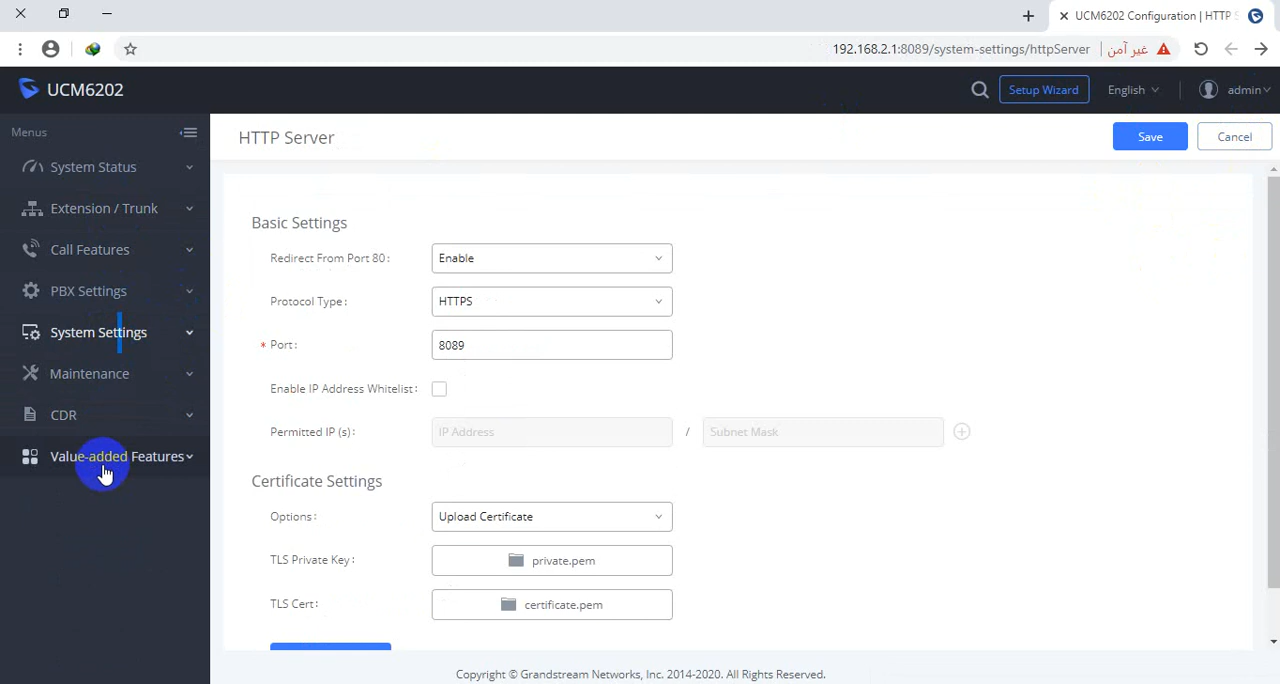 UCM6202 Configuration | HTTP S
192.168.2.1:8089/system-settings/httpServer
غير آمن
UCM6202
Setup Wizard
English
admin
Menus
System Status
Extension / Trunk
Call Features
PBX Settings
System Settings
Maintenance
CDR
Value-added Features
HTTP Server
Save
Cancel
Basic Settings
Redirect From Port 80:
Enable
Protocol Type:
HTTPS
* Port:
8089
Enable IP Address Whitelist:
Permitted IP (s):
IP Address
/
Subnet Mask
Certificate Settings
Options:
Upload Certificate
TLS Private Key:
private.pem
TLS Cert:
certificate.pem
Copyright © Grandstream Networks, Inc. 2014-2020. All Rights Reserved.